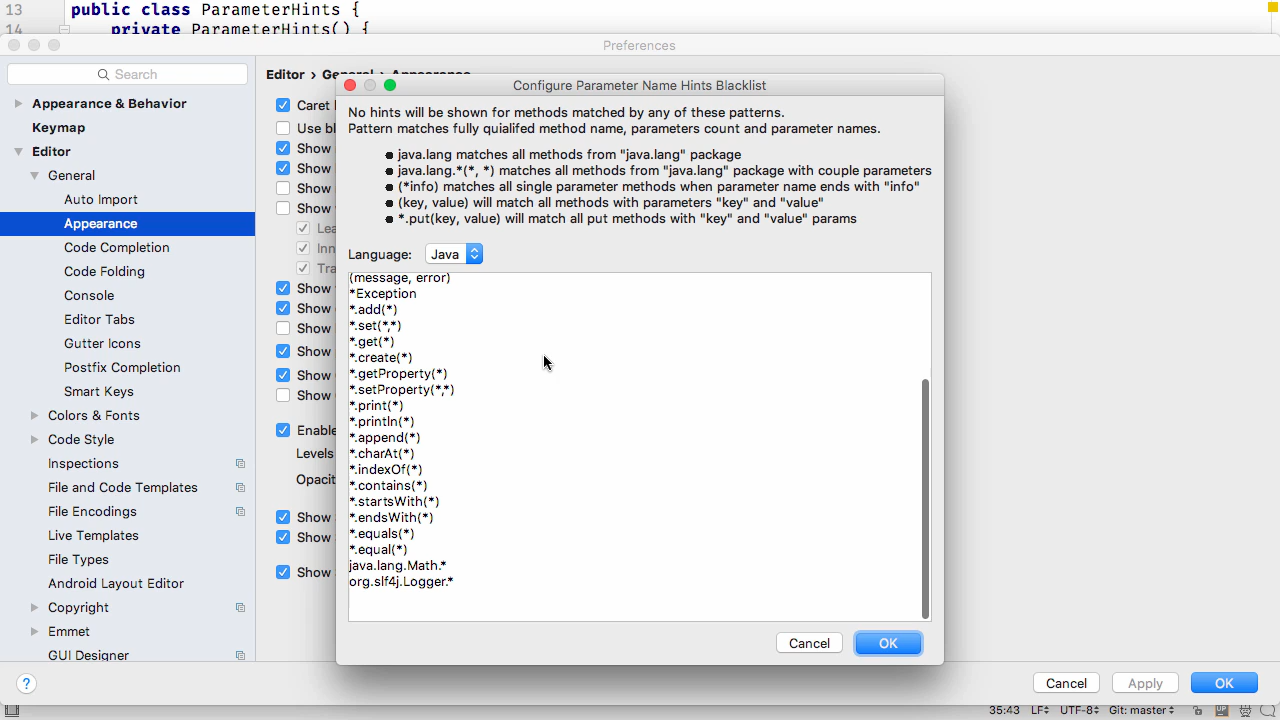 13 public class ParameterHints {
14 private ParameterHints() {
Preferences
Search
Appearance & Behavior
Keymap
Editor
General
Auto Import
Appearance
Code Completion
Code Folding
Console
Editor Tabs
Gutter Icons
Postfix Completion
Smart Keys
Colors & Fonts
Code Style
Inspections
File and Code Templates
File Encodings
Live Templates
File Types
Android Layout Editor
Copyright
Emmet
GUI Designer
Editor › General › Appearance
Caret
Use bl
Show
Show
Show
Show
Lea
Inn
Tra
Show
Show
Show
Show
Show
Show
Enable
Levels
Opacit
Show
Show
Show
Configure Parameter Name Hints Blacklist
No hints will be shown for methods matched by any of these patterns.
Pattern matches fully quialifed method name, parameters count and parameter names.
● java.lang matches all methods from "java.lang" package
● java.lang.*(*, *) matches all methods from "java.lang" package with couple parameters
● (*info) matches all single parameter methods when parameter name ends with "info"
● (key, value) will match all methods with parameters "key" and "value"
● *.put(key, value) will match all put methods with "key" and "value" params
Language: Java
(message, error)
*Exception
*.add(*)
*.set(*,*)
*.get(*)
*.create(*)
*.getProperty(*)
*.setProperty(*,*)
*.print(*)
*.println(*)
*.append(*)
*.charAt(*)
*.indexOf(*)
*.contains(*)
*.startsWith(*)
*.endsWith(*)
*.equals(*)
*.equal(*)
java.lang.Math.*
org.slf4j.Logger.*
Cancel OK
? Cancel Apply OK
35:43 LF÷ UTF-8÷ Git: master÷ UP